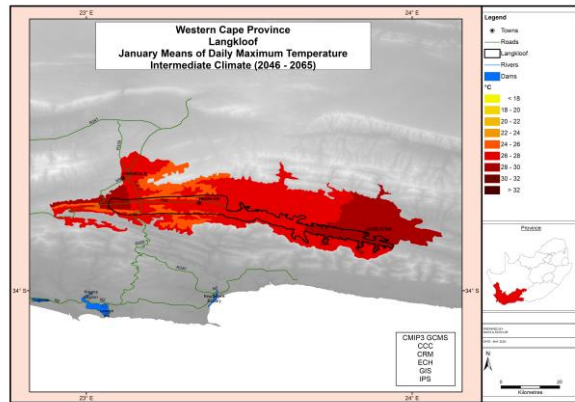 Western Cape Province
Langkloof
January Means of Daily Maximum Temperature
Intermediate Climate (2046 - 2065)
23° E
24° E
34° S
34° S
23° E
24° E
CMIP3 GCMS
CCC
CRM
ECH
GIS
IPS
Legend
Towns
Roads
Langkloof
Rivers
Dams
°C
< 18
18 - 20
20 - 22
22 - 24
24 - 26
26 - 28
28 - 30
30 - 32
> 32
Province
N
0
20
Kilometres